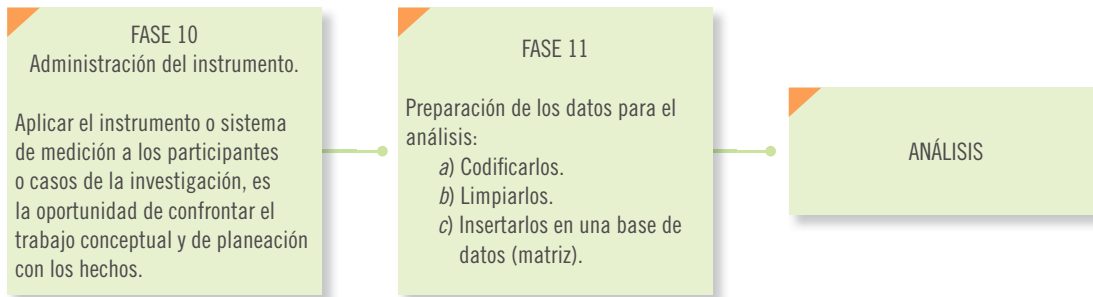 FASE 10
Administración del instrumento.
Aplicar el instrumento o sistema
de medición a los participantes
o casos de la investigación, es
la oportunidad de confrontar el
trabajo conceptual y de planeación
con los hechos.
FASE 11
Preparación de los datos para el
análisis:
a) Codificarlos.
b) Limpiarlos.
c) Insertarlos en una base de
datos (matriz).
ANÁLISIS